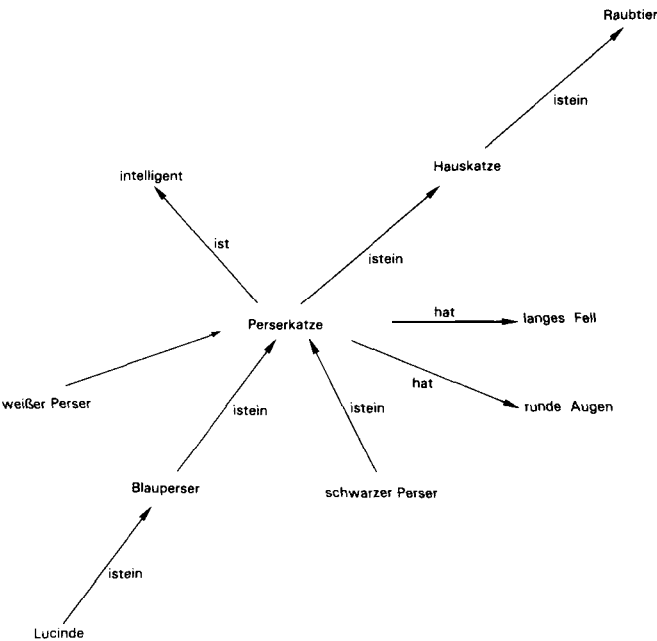 Raubtier
istein
Hauskatze
intelligent
ist
istein
Perserkatze
hat
langes Fell
hat
weißer Perser
istein
istein
runde Augen
Blauperser
schwarzer Perser
istein
Lucinde